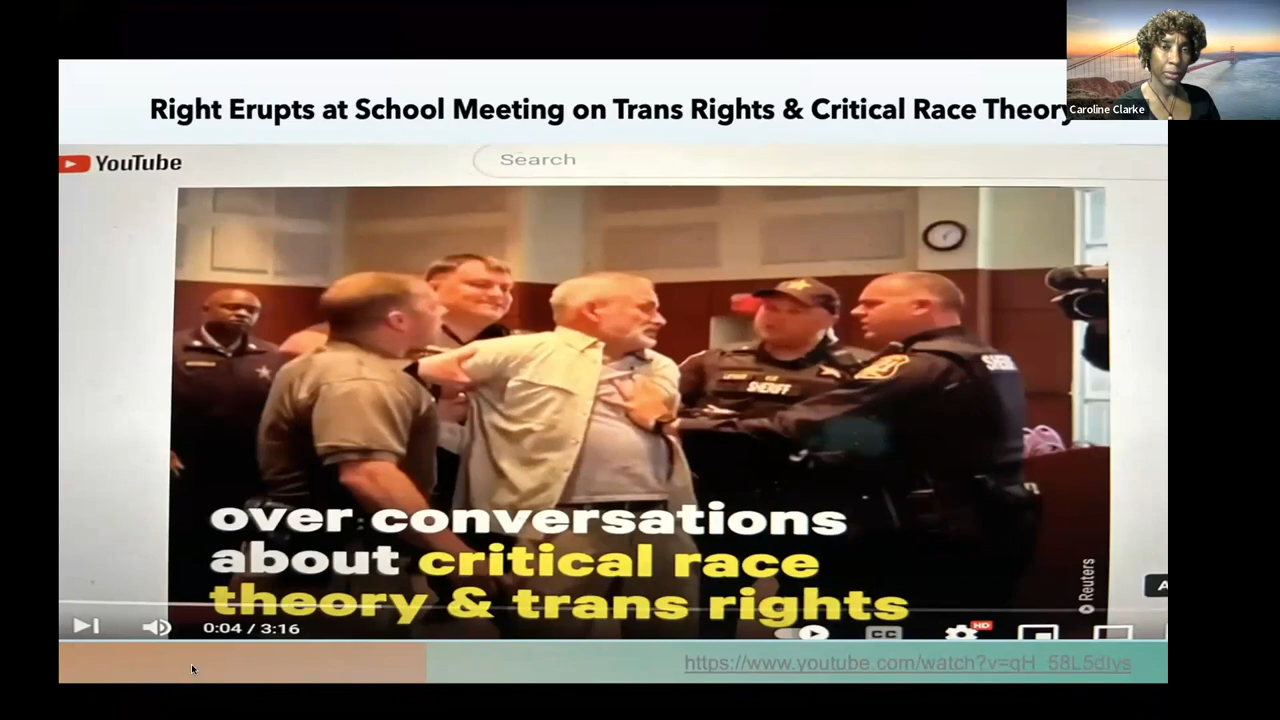 Right Erupts at School Meeting on Trans Rights & Critical Race Theory
Caroline Clarke
YouTube
Search
SHERIFF
over conversations
about critical race
theory & trans rights
Reuters
0:04 / 3:16
CC
HD
https://www.youtube.com/watch?v=qH_58L5dIys